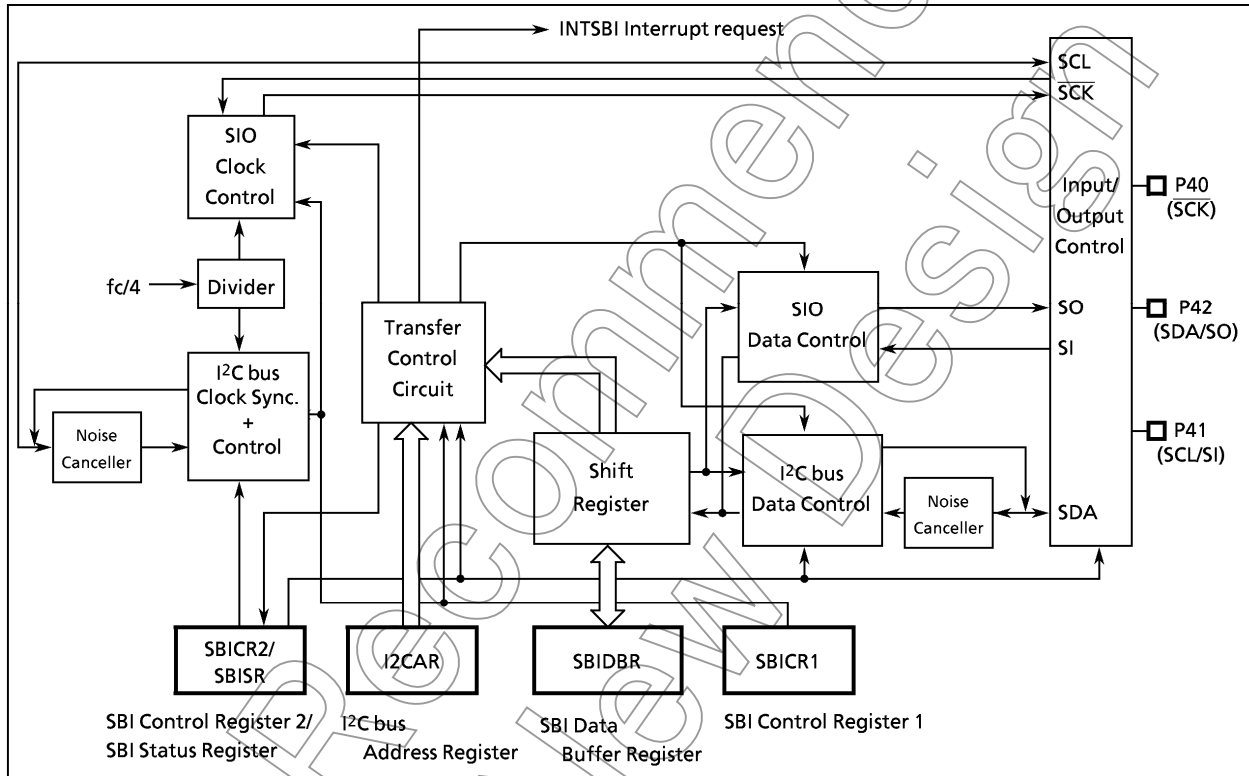 INTSBI Interrupt request
SCL
SCK
SIO
Clock
Control
Input/
Output
Control
P40
(SCK)
fc/4
Divider
SIO
Data Control
SO
P42
(SDA/SO)
SI
Transfer
Control
Circuit
I²C bus
Clock Sync.
+
Control
Noise
Canceller
P41
(SCL/SI)
Shift
Register
I²C bus
Data Control
Noise
Canceller
SDA
SBICR2/
SBISR
I2CAR
SBIDBR
SBICR1
SBI Control Register 2/
SBI Status Register
I²C bus
Address Register
SBI Data
Buffer Register
SBI Control Register 1
Recommend
New Design